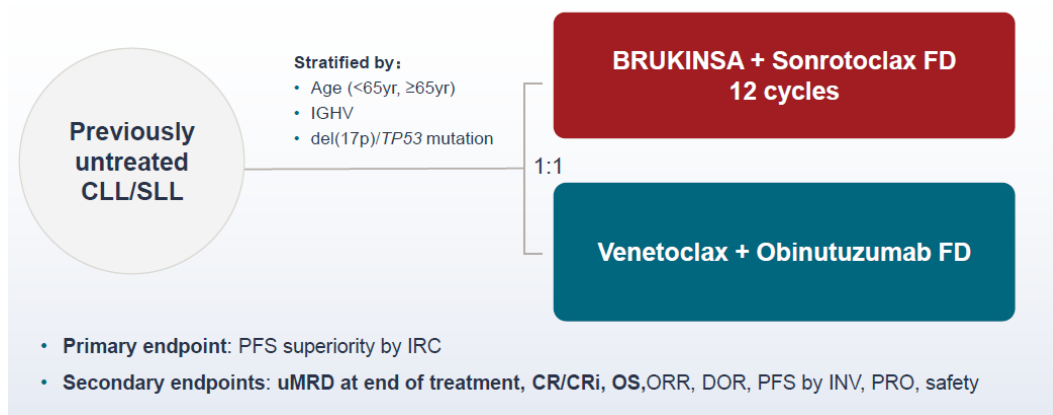 Previously
untreated
CLL/SLL
Stratified by:
• Age (<65yr, ≥65yr)
• IGHV
• del(17p)/TP53 mutation
1:1
BRUKINSA + Sonrotoclax FD
12 cycles
Venetoclax + Obinutuzumab FD
• Primary endpoint: PFS superiority by IRC
• Secondary endpoints: uMRD at end of treatment, CR/CRi, OS,ORR, DOR, PFS by INV, PRO, safety